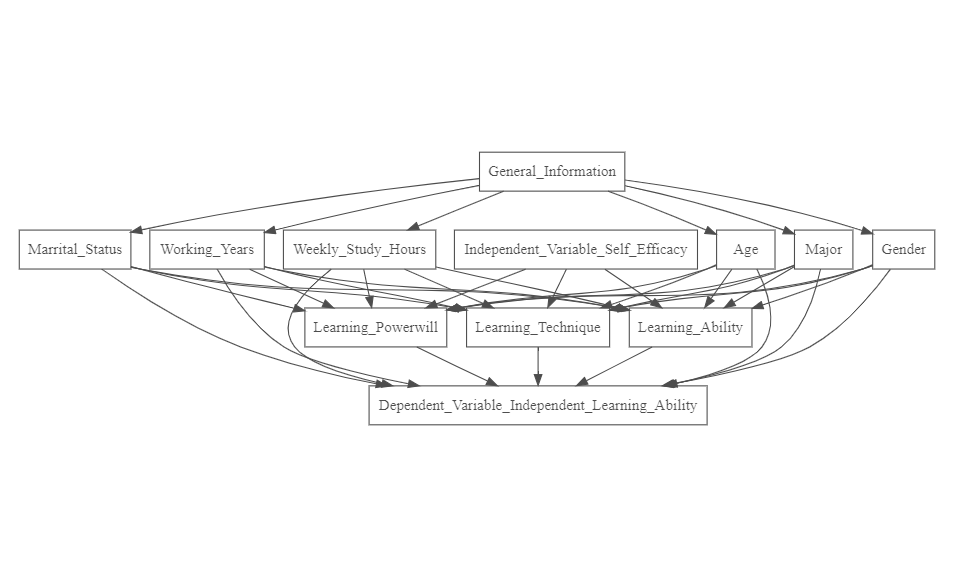 General_Information
Marrital_Status
Working_Years
Weekly_Study_Hours
Independent_Variable_Self_Efficacy
Age
Major
Gender
Learning_Powerwill
Learning_Technique
Learning_Ability
Dependent_Variable_Independent_Learning_Ability